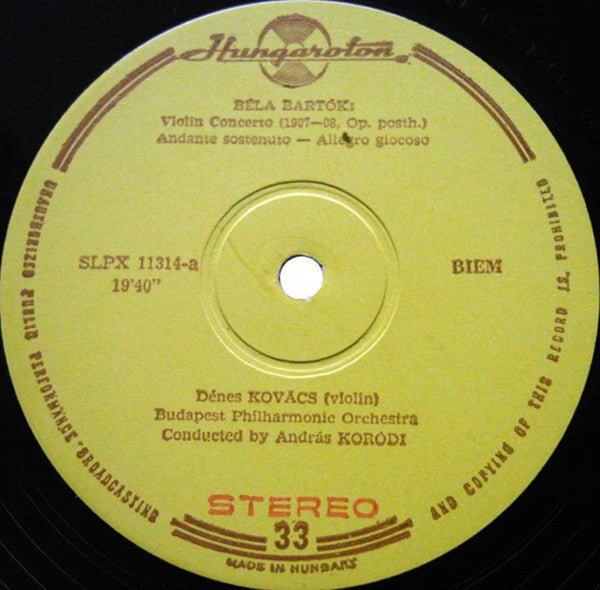 Hungaroton
BÉLA BARTÓK:
Violin Concerto (1907—08, Op. posth.)
Andante sostenuto — Allegro giocoso
SLPX 11314-a
19'40"
BIEM
Dénes KOVÁCS (violin)
Budapest Philharmonic Orchestra
Conducted by András KORÓDI
STEREO
33
MADE IN HUNGARY
UNAUTHORIZED PUBLIC PERFORMANCE-BROADCASTING
AND COPYING OF THIS RECORD IS PROHIBITED